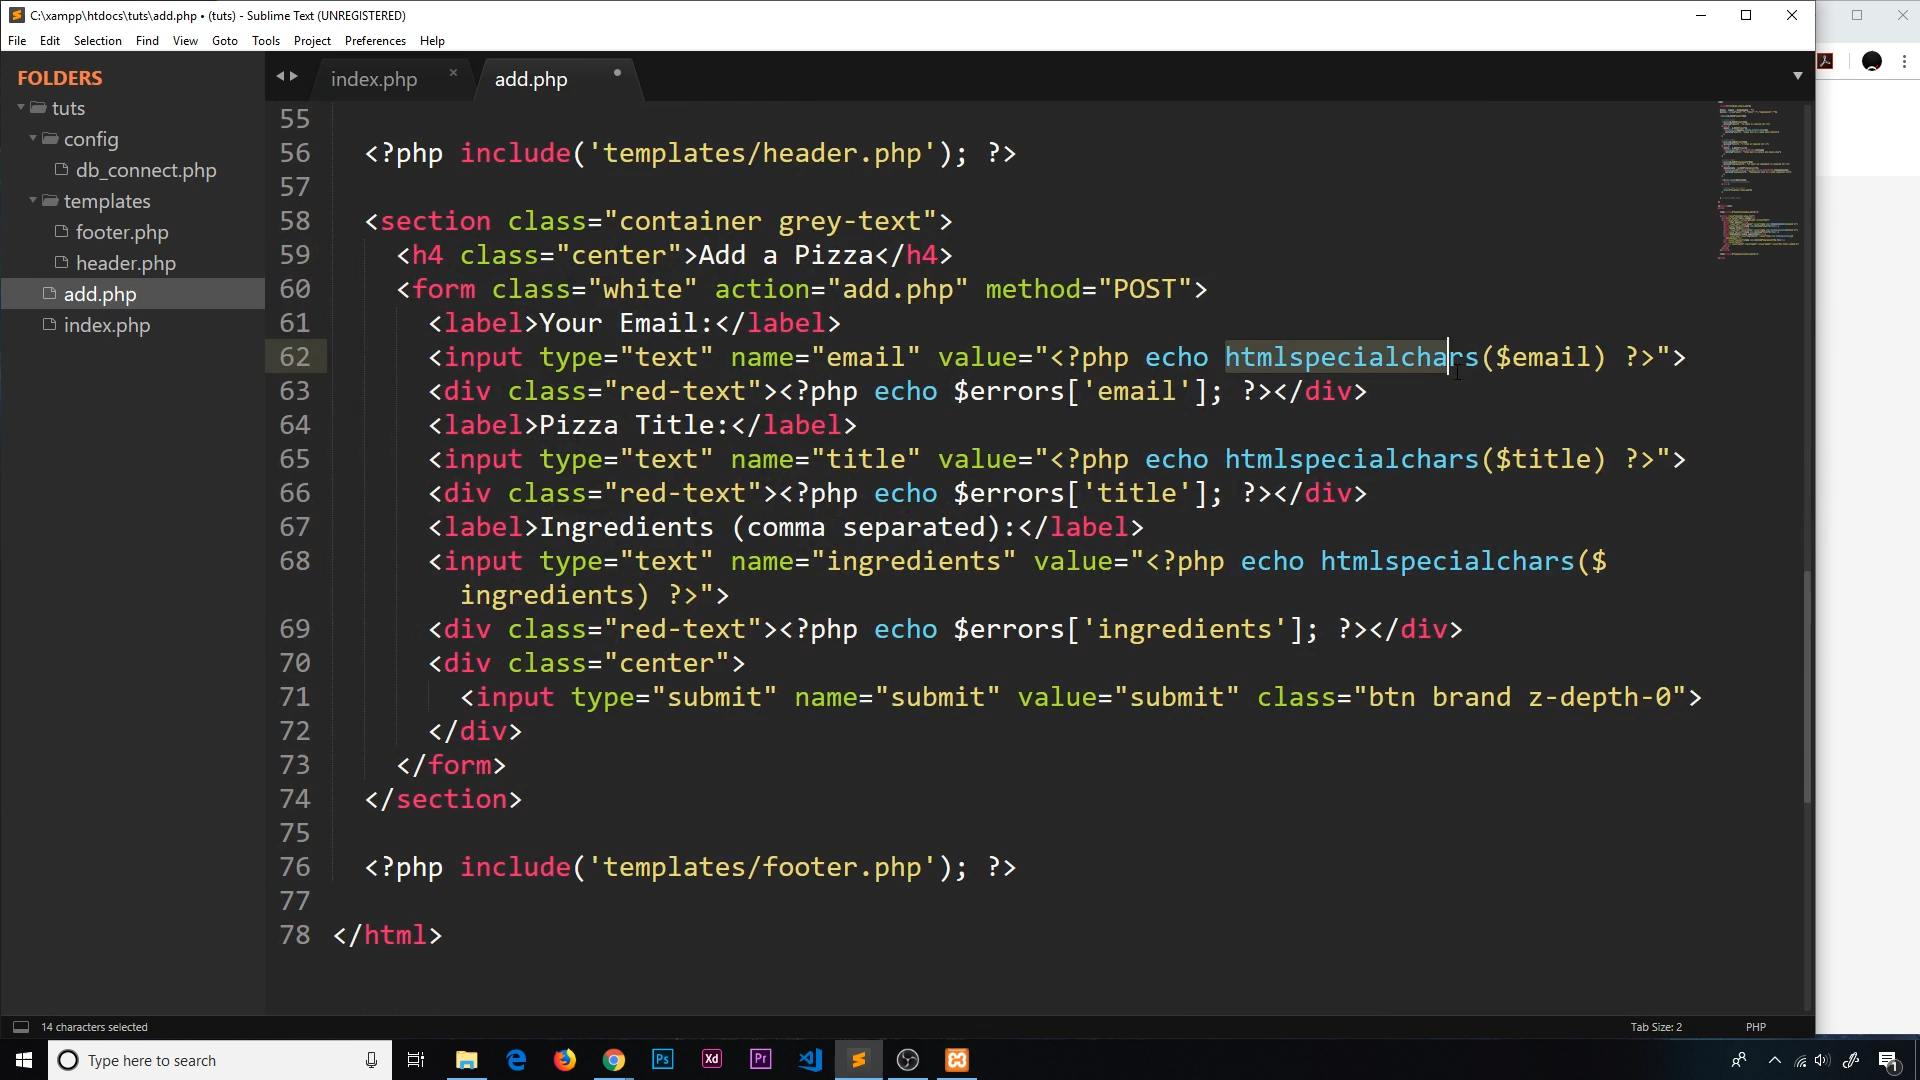 C:\xampp\htdocs\tuts\add.php • (tuts) - Sublime Text (UNREGISTERED)
File Edit Selection Find View Goto Tools Project Preferences Help
FOLDERS
tuts
config
db_connect.php
templates
footer.php
header.php
add.php
index.php
index.php × add.php
55
56 <?php include('templates/header.php'); ?>
57
58 <section class="container grey-text">
59 <h4 class="center">Add a Pizza</h4>
60 <form class="white" action="add.php" method="POST">
61 <label>Your Email:</label>
62 <input type="text" name="email" value="<?php echo htmlspecialchars($email) ?>">
63 <div class="red-text"><?php echo $errors['email']; ?></div>
64 <label>Pizza Title:</label>
65 <input type="text" name="title" value="<?php echo htmlspecialchars($title) ?>">
66 <div class="red-text"><?php echo $errors['title']; ?></div>
67 <label>Ingredients (comma separated):</label>
68 <input type="text" name="ingredients" value="<?php echo htmlspecialchars($
ingredients) ?>">
69 <div class="red-text"><?php echo $errors['ingredients']; ?></div>
70 <div class="center">
71 <input type="submit" name="submit" value="submit" class="btn brand z-depth-0">
72 </div>
73 </form>
74 </section>
75
76 <?php include('templates/footer.php'); ?>
77
78 </html>
14 characters selected
Tab Size: 2 PHP
Type here to search
Ps Xd Pr
1